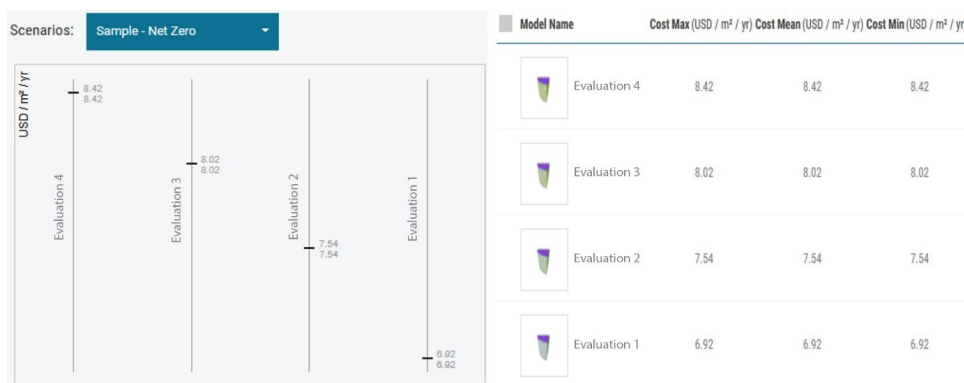 Scenarios:
Sample - Net Zero
USD / m² / yr
8.42
8.42
8.02
8.02
7.54
7.54
6.92
6.92
Evaluation 4
Evaluation 3
Evaluation 2
Evaluation 1
Model Name Cost Max (USD / m² / yr) Cost Mean (USD / m² / yr) Cost Min (USD / m² / yr
Evaluation 4 8.42 8.42 8.42
Evaluation 3 8.02 8.02 8.02
Evaluation 2 7.54 7.54 7.54
Evaluation 1 6.92 6.92 6.92